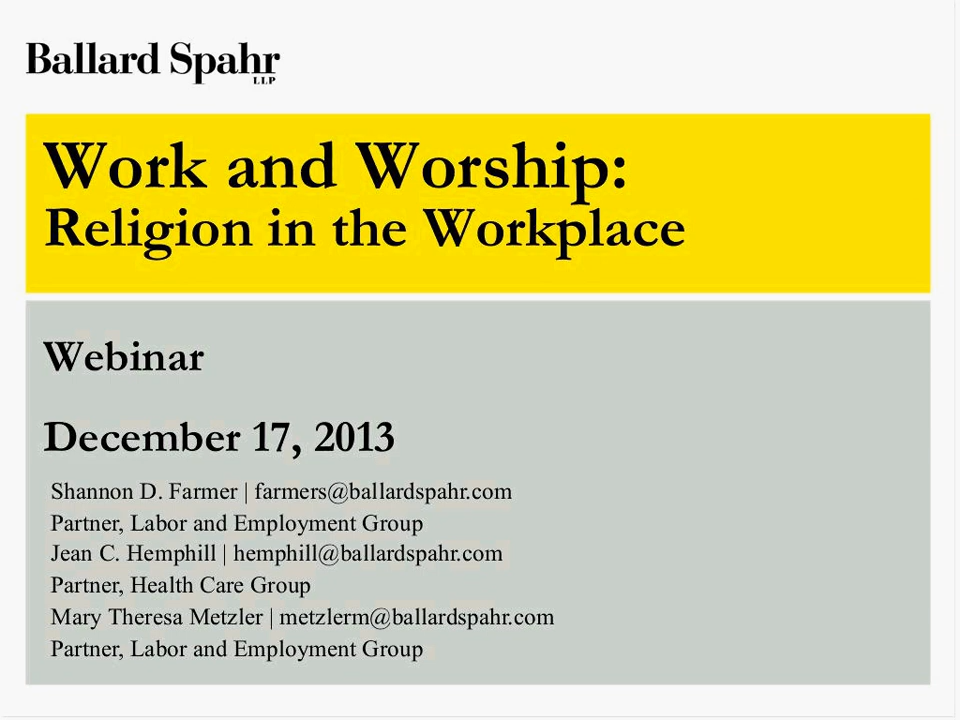 Ballard Spahr
LLP
Work and Worship:
Religion in the Workplace
Webinar
December 17, 2013
Shannon D. Farmer | farmers@ballardspahr.com
Partner, Labor and Employment Group
Jean C. Hemphill | hemphill@ballardspahr.com
Partner, Health Care Group
Mary Theresa Metzler | metzlerm@ballardspahr.com
Partner, Labor and Employment Group